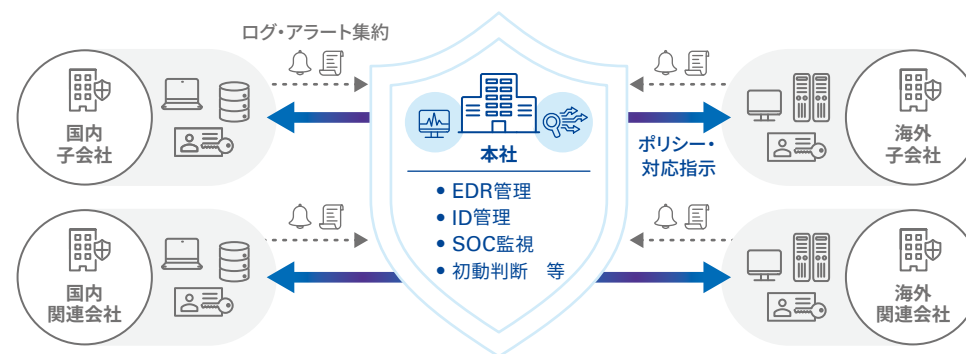 ログ・アラート集約
国内
子会社
本社
ポリシー・
対応指示
海外
子会社
• EDR管理
• ID管理
• SOC監視
• 初動判断　等
国内
関連会社
海外
関連会社